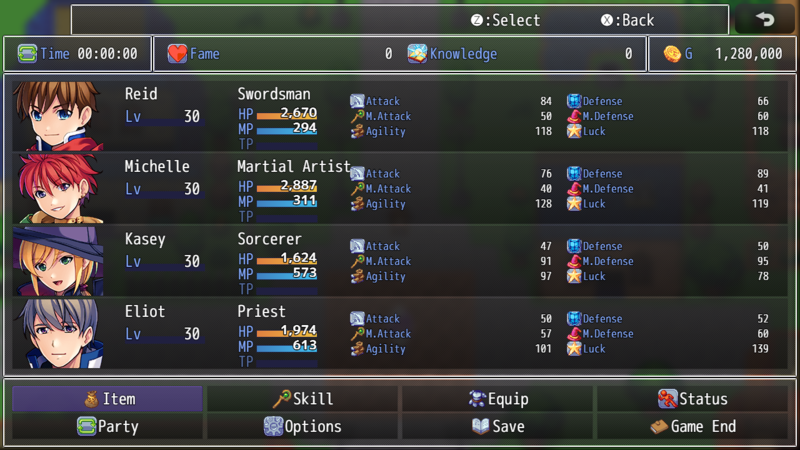 Z:Select X:Back
Time 00:00:00 Fame 0 Knowledge 0 G 1,280,000
Reid Swordsman
Lv 30 HP 2,670 Attack 84 Defense 66
MP 294 M.Attack 50 M.Defense 60
TP Agility 118 Luck 118
Michelle Martial Artist
Lv 30 HP 2,887 Attack 76 Defense 89
MP 311 M.Attack 40 M.Defense 41
TP Agility 128 Luck 119
Kasey Sorcerer
Lv 30 HP 1,624 Attack 47 Defense 50
MP 573 M.Attack 91 M.Defense 95
TP Agility 97 Luck 78
Eliot Priest
Lv 30 HP 1,974 Attack 50 Defense 52
MP 613 M.Attack 57 M.Defense 60
TP Agility 101 Luck 139
Item Skill Equip Status
Party Options Save Game End